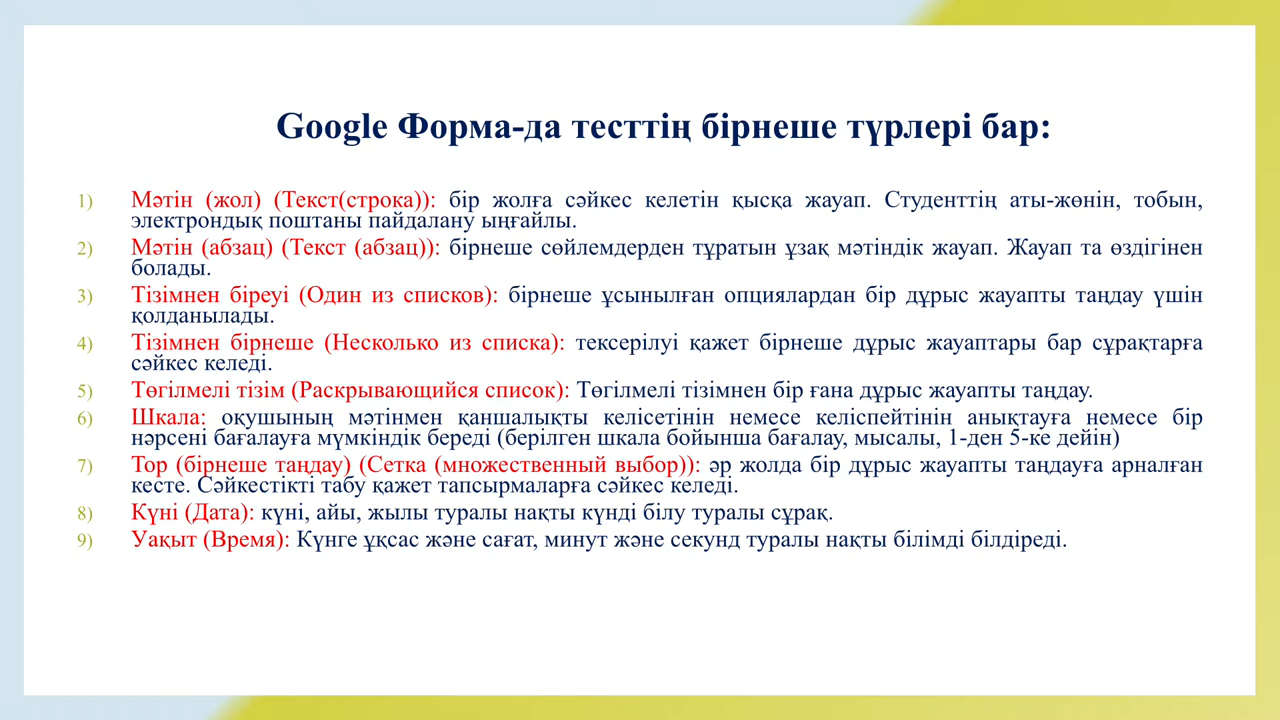 Google Форма-да тесттің бірнеше түрлері бар:
1) Мәтін (жол) (Текст(строка)): бір жолға сәйкес келетін қысқа жауап. Студенттің аты-жөнін, тобын,
электрондық поштаны пайдалану ыңғайлы.
2) Мәтін (абзац) (Текст (абзац)): бірнеше сөйлемдерден тұратын ұзақ мәтіндік жауап. Жауап та өздігінен
болады.
3) Тізімнен біреуі (Один из списков): бірнеше ұсынылған опциялардан бір дұрыс жауапты таңдау үшін
қолданылады.
4) Тізімнен бірнеше (Несколько из списка): тексерілуі қажет бірнеше дұрыс жауаптары бар сұрақтарға
сәйкес келеді.
5) Төгілмелі тізім (Раскрывающийся список): Төгілмелі тізімнен бір ғана дұрыс жауапты таңдау.
6) Шкала: оқушының мәтінмен қаншалықты келісетінін немесе келіспейтінін анықтауға немесе бір
нәрсені бағалауға мүмкіндік береді (берілген шкала бойынша бағалау, мысалы, 1-ден 5-ке дейін)
7) Тор (бірнеше таңдау) (Сетка (множественный выбор)): әр жолда бір дұрыс жауапты таңдауға арналған
кесте. Сәйкестікті табу қажет тапсырмаларға сәйкес келеді.
8) Күні (Дата): күні, айы, жылы туралы нақты күнді білу туралы сұрақ.
9) Уақыт (Время): Күнге ұқсас және сағат, минут және секунд туралы нақты білімді білдіреді.